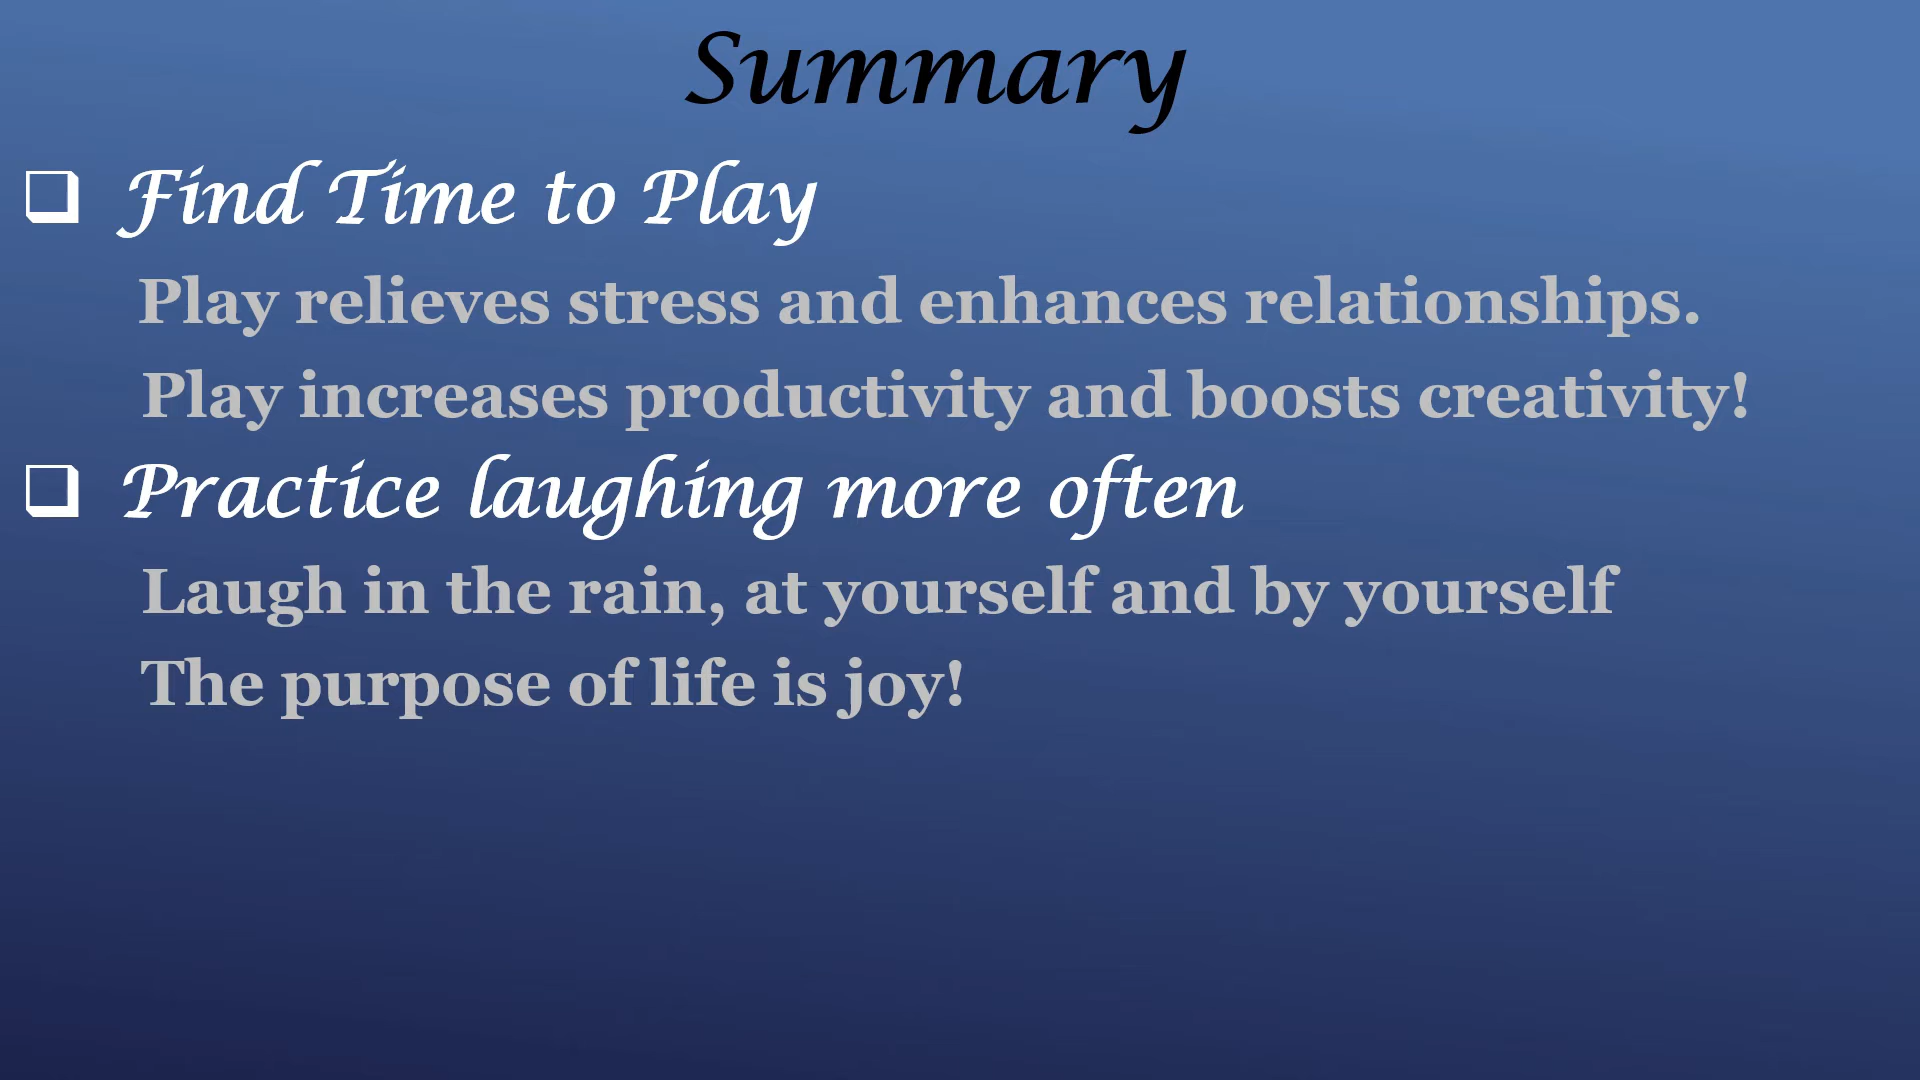 Summary
❑ Find Time to Play
Play relieves stress and enhances relationships.
Play increases productivity and boosts creativity!
❑ Practice laughing more often
Laugh in the rain, at yourself and by yourself
The purpose of life is joy!